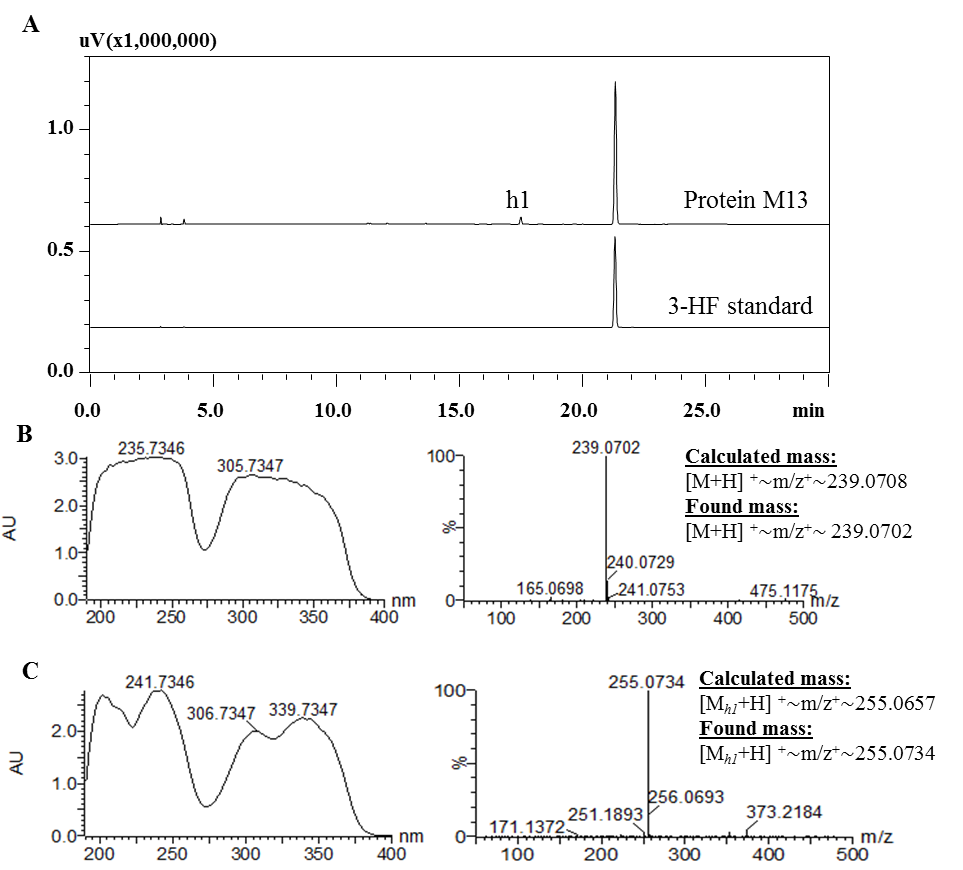 A
uV(x1,000,000)
1.0
h1
Protein M13
0.5
3-HF standard
0.0
0.0 5.0 10.0 15.0 20.0 25.0 min
B
235.7346
305.7347
3.0
2.0
1.0
0.0
AU
200 250 300 350 400 nm
239.0702
100
%
0
240.0729
165.0698
241.0753
475.1175
100 200 300 400 500 m/z
Calculated mass:
[M+H] +~m/z+~239.0708
Found mass:
[M+H] +~m/z+~ 239.0702
C
241.7346
306.7347
339.7347
2.0
1.0
0.0
AU
200 250 300 350 400 nm
255.0734
100
%
0
256.0693
251.1893
171.1372
373.2184
100 200 300 400 500 m/z
Calculated mass:
[Mh1+H] +~m/z+~255.0657
Found mass:
[Mh1+H] +~m/z+~255.0734